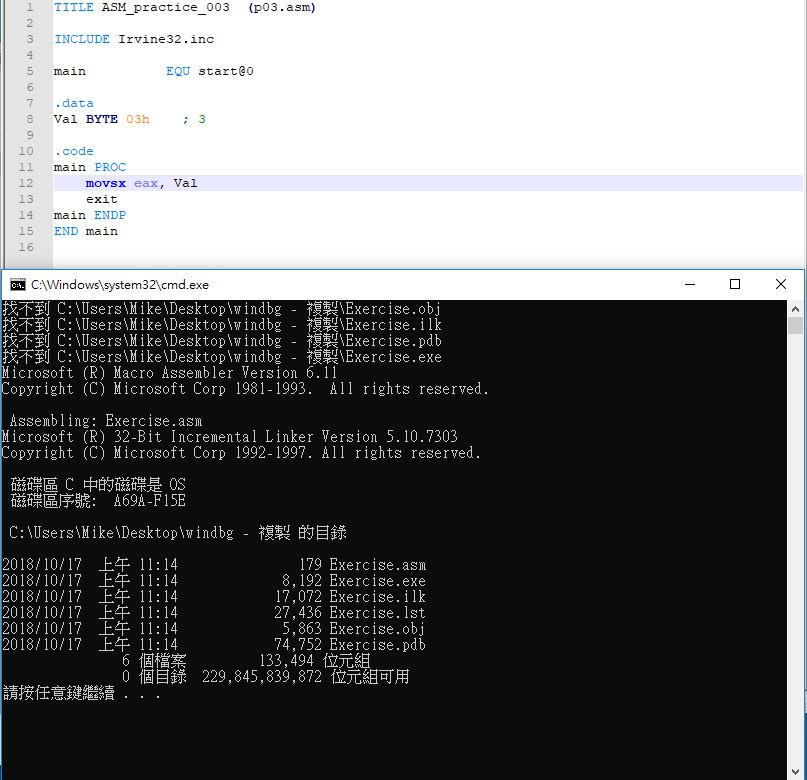 1 TITLE ASM_practice_003 (p03.asm)
2
3 INCLUDE Irvine32.inc
4
5 main EQU start@0
6
7 .data
8 Val BYTE 03h ; 3
9
10 .code
11 main PROC
12 movsx eax, Val
13 exit
14 main ENDP
15 END main
16
C:\Windows\system32\cmd.exe
找不到 C:\Users\Mike\Desktop\windbg - 複製\Exercise.obj
找不到 C:\Users\Mike\Desktop\windbg - 複製\Exercise.ilk
找不到 C:\Users\Mike\Desktop\windbg - 複製\Exercise.pdb
找不到 C:\Users\Mike\Desktop\windbg - 複製\Exercise.exe
Microsoft (R) Macro Assembler Version 6.11
Copyright (C) Microsoft Corp 1981-1993. All rights reserved.
Assembling: Exercise.asm
Microsoft (R) 32-Bit Incremental Linker Version 5.10.7303
Copyright (C) Microsoft Corp 1992-1997. All rights reserved.
磁碟區 C 中的磁碟是 OS
磁碟區序號: A69A-F15E
C:\Users\Mike\Desktop\windbg - 複製 的目錄
2018/10/17 上午 11:14 179 Exercise.asm
2018/10/17 上午 11:14 8,192 Exercise.exe
2018/10/17 上午 11:14 17,072 Exercise.ilk
2018/10/17 上午 11:14 27,436 Exercise.lst
2018/10/17 上午 11:14 5,863 Exercise.obj
2018/10/17 上午 11:14 74,752 Exercise.pdb
6 個檔案 133,494 位元組
0 個目錄 229,845,839,872 位元組可用
請按任意鍵繼續 . . .